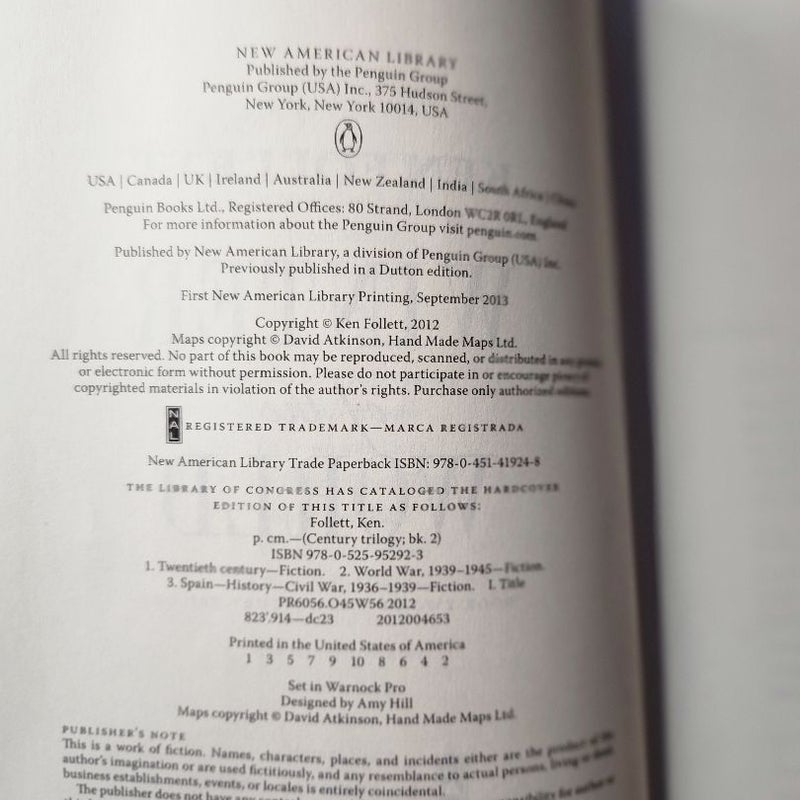 NEW AMERICAN LIBRARY
Published by the Penguin Group
Penguin Group (USA) Inc., 375 Hudson Street,
New York, New York 10014, USA
USA | Canada | UK | Ireland | Australia | New Zealand | India | South Africa | China
Penguin Books Ltd., Registered Offices: 80 Strand, London WC2R 0RL, England
For more information about the Penguin Group visit penguin.com.
Published by New American Library, a division of Penguin Group (USA) Inc.
Previously published in a Dutton edition.
First New American Library Printing, September 2013
Copyright © Ken Follett, 2012
Maps copyright © David Atkinson, Hand Made Maps Ltd.
All rights reserved. No part of this book may be reproduced, scanned, or distributed in
or electronic form without permission. Please do not participate in or encourage
copyrighted materials in violation of the author's rights. Purchase only authorized editions.
NAL
REGISTERED TRADEMARK—MARCA REGISTRADA
New American Library Trade Paperback ISBN: 978-0-451-41924-8
THE LIBRARY OF CONGRESS HAS CATALOGED THE HARDCOVER
EDITION OF THIS TITLE AS FOLLOWS:
Follett, Ken.
p. cm.—(Century trilogy; bk. 2)
ISBN 978-0-525-95292-3
1. Twentieth century—Fiction. 2. World War, 1939–1945—Fiction.
3. Spain—History—Civil War, 1936–1939—Fiction. I. Title
PR6056.O45W56 2012
823'.914—dc23 2012004653
Printed in the United States of America
1 3 5 7 9 10 8 6 4 2
Set in Warnock Pro
Designed by Amy Hill
Maps copyright © David Atkinson, Hand Made Maps Ltd.
PUBLISHER'S NOTE
This is a work of fiction. Names, characters, places, and incidents either are the product of the
author's imagination or are used fictitiously, and any resemblance to actual persons, living or dead,
business establishments, events, or locales is entirely coincidental.
The publisher does not have any